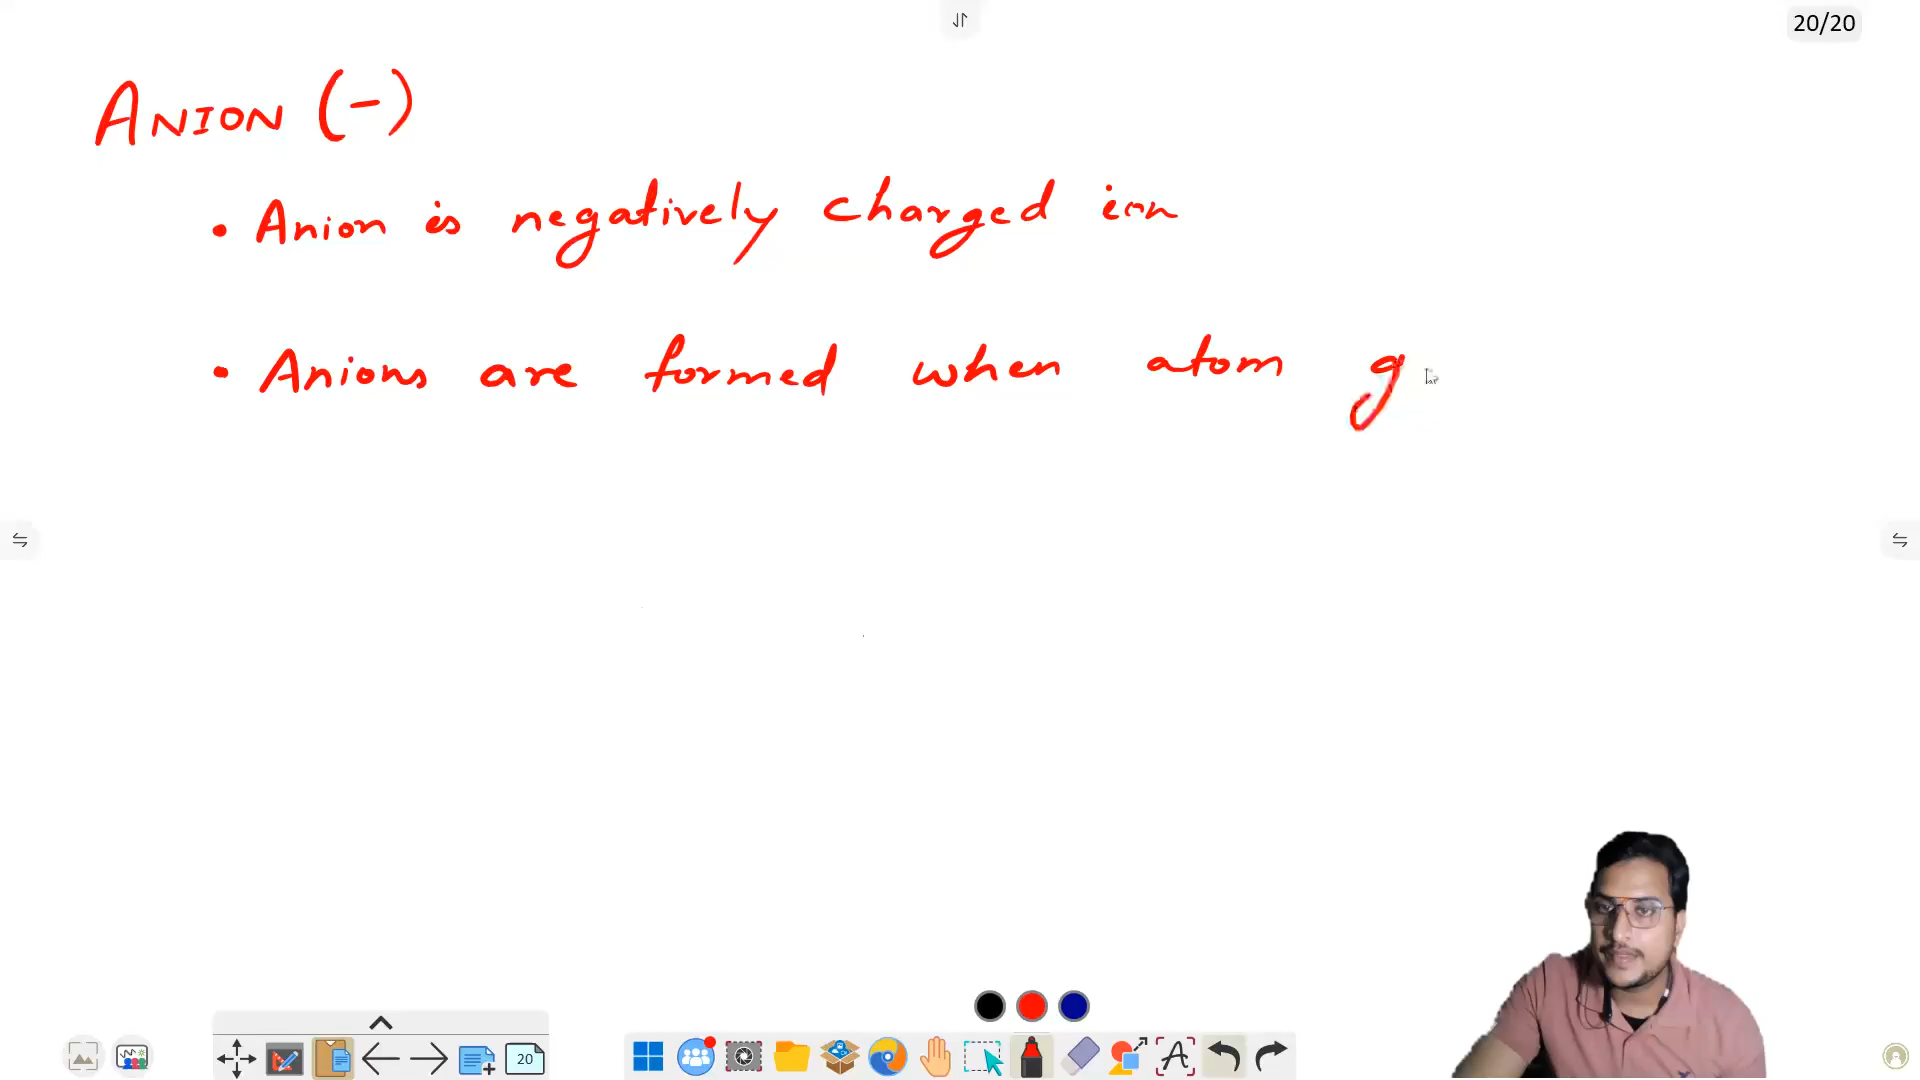 20/20
ANION (-)
• Anion is negatively charged ion
• Anions are formed when atom g
20